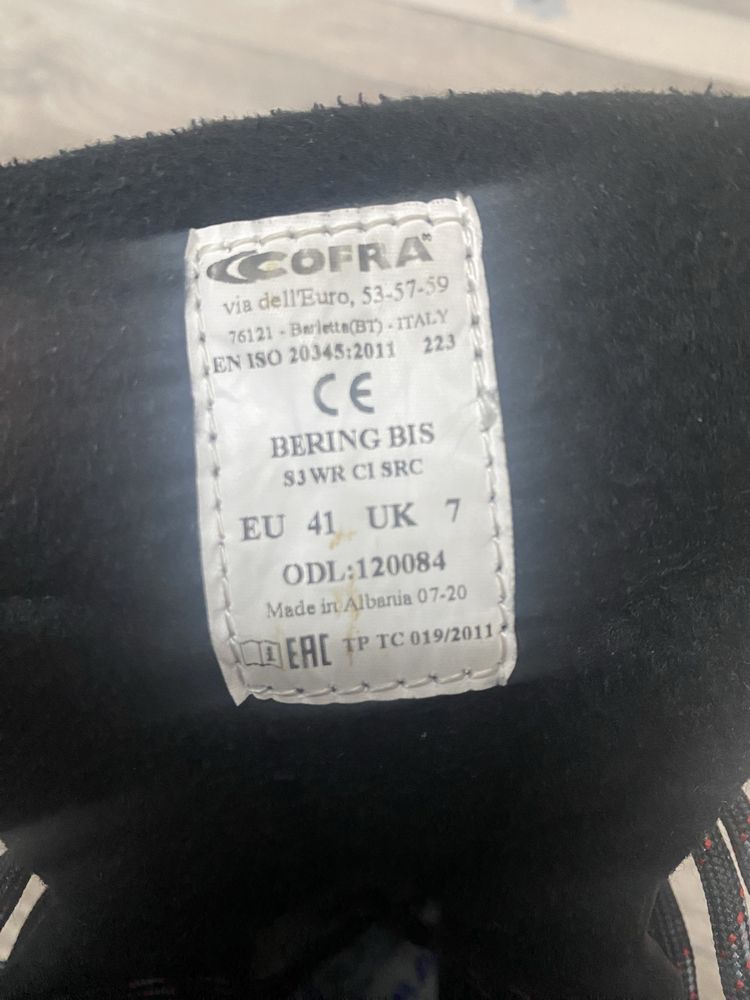 COFRA
via dell'Euro, 53-57-59
76121 - Barletta(BT) - ITALY
EN ISO 20345:2011 223
CE
BERING BIS
S3 WR CI SRC
EU 41 UK 7
ODL:120084
Made in Albania 07-20
i EAC TP TC 019/2011